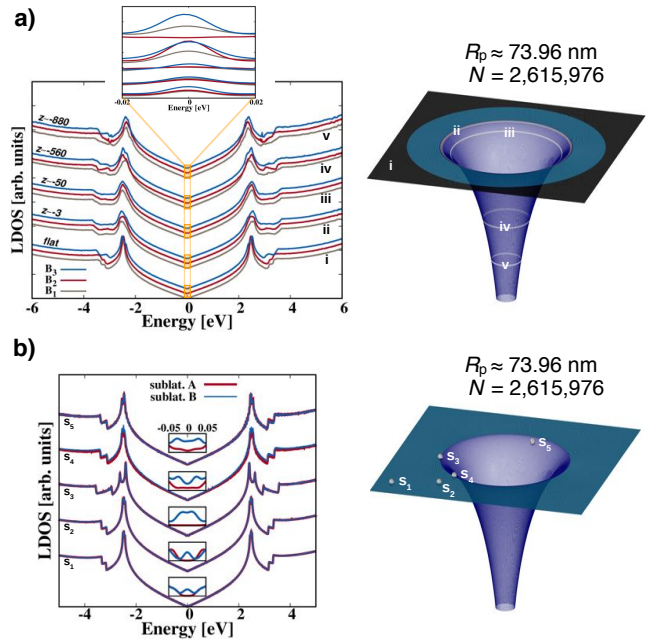 a)
-0.02 0 0.02
Energy [eV]
Rp ≈ 73.96 nm
N = 2,615,976
LDOS [arb. units]
z~-880
z~-560
z~-50
z~-3
flat
v
iv
iii
ii
i
B3
B2
B1
-6 -4 -2 0 2 4 6
Energy [eV]
i
ii
iii
iv
v
b)
Rp ≈ 73.96 nm
N = 2,615,976
LDOS [arb. units]
sublat. A
sublat. B
-0.05 0 0.05
S5
S4
S3
S2
S1
-4 -2 0 2 4
Energy [eV]
S5
S3
S4
S1
S2